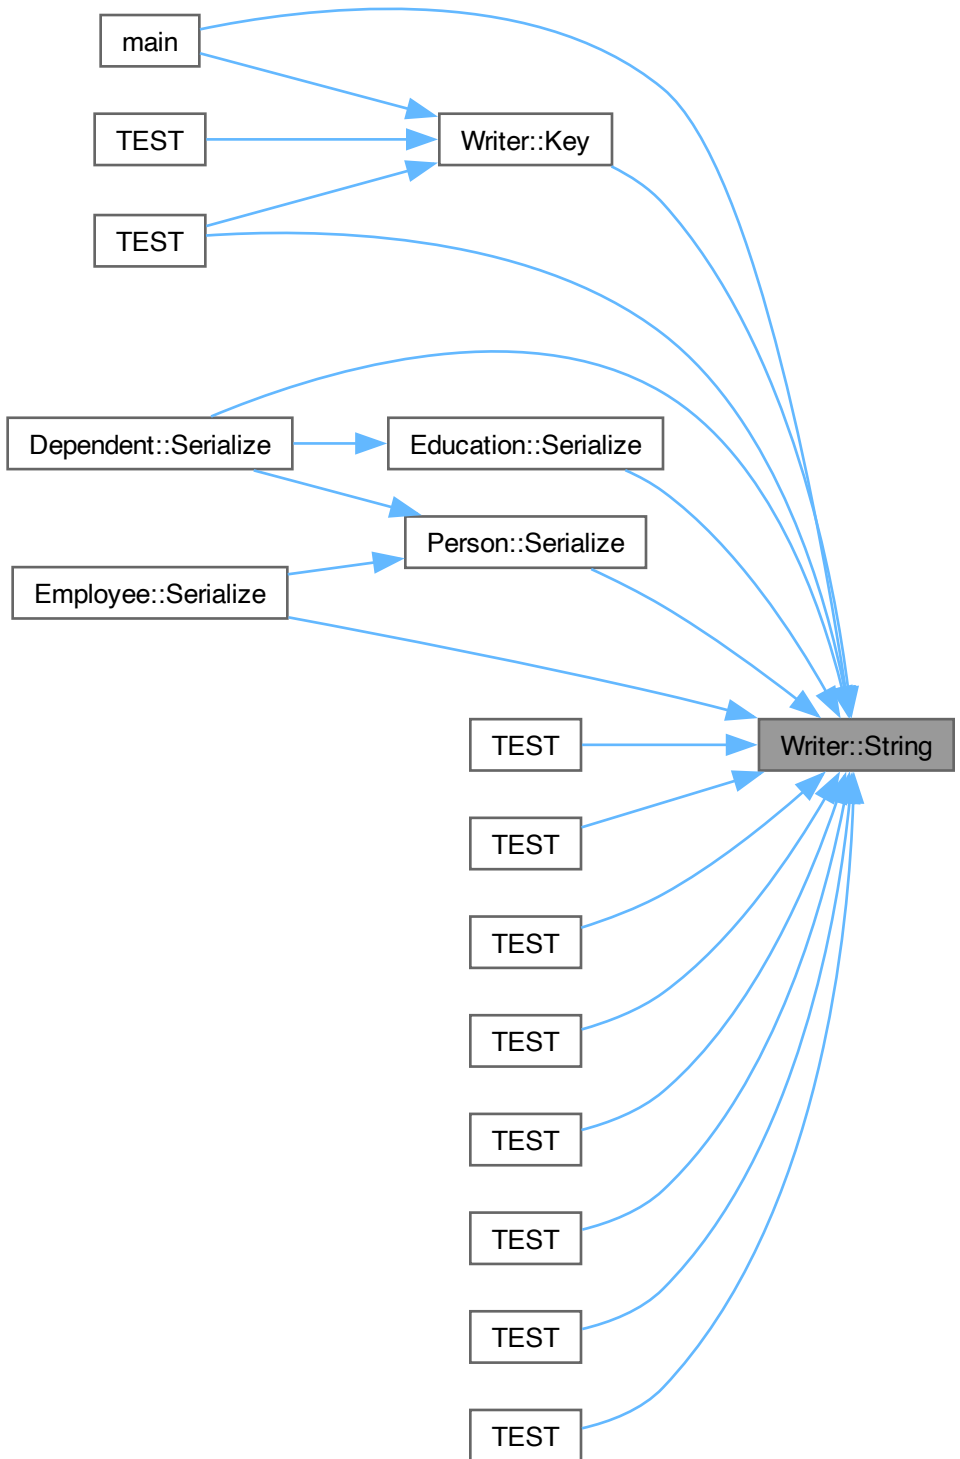 main
TEST
Writer::Key
TEST
Dependent::Serialize
Education::Serialize
Person::Serialize
Employee::Serialize
TEST
Writer::String
TEST
TEST
TEST
TEST
TEST
TEST
TEST